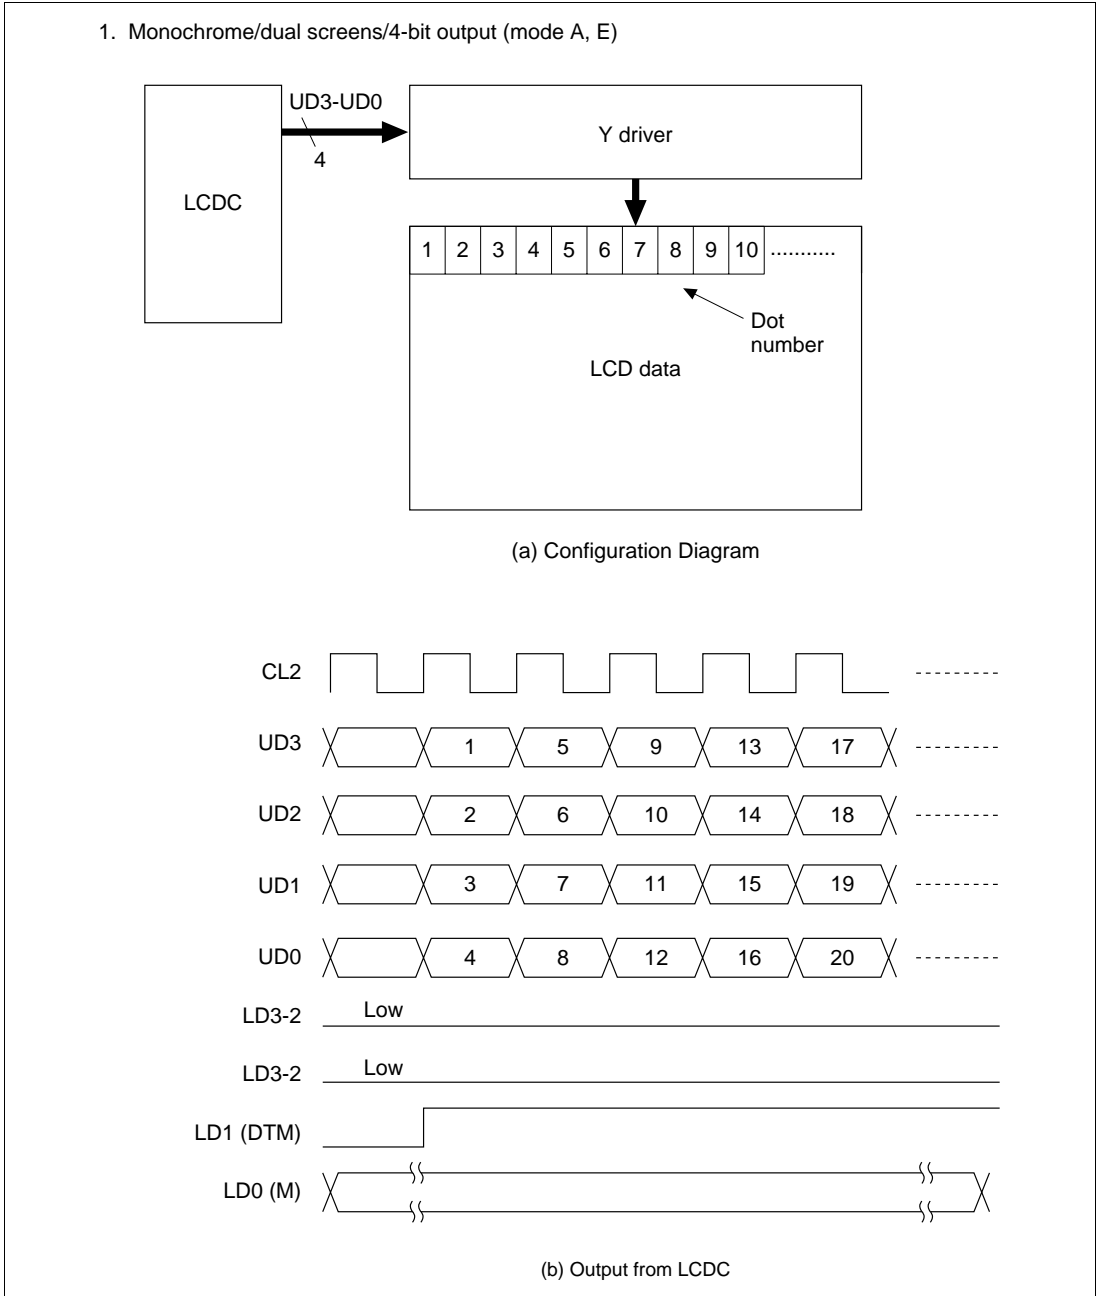 1. Monochrome/dual screens/4-bit output (mode A, E)
UD3-UD0
4
LCDC
Y driver
1 2 3 4 5 6 7 8 9 10 ...........
Dot
number
LCD data
(a) Configuration Diagram
CL2 ---------
UD3 1 5 9 13 17 ---------
UD2 2 6 10 14 18 ---------
UD1 3 7 11 15 19 ---------
UD0 4 8 12 16 20 ---------
LD3-2 Low
LD3-2 Low
LD1 (DTM)
LD0 (M)
(b) Output from LCDC